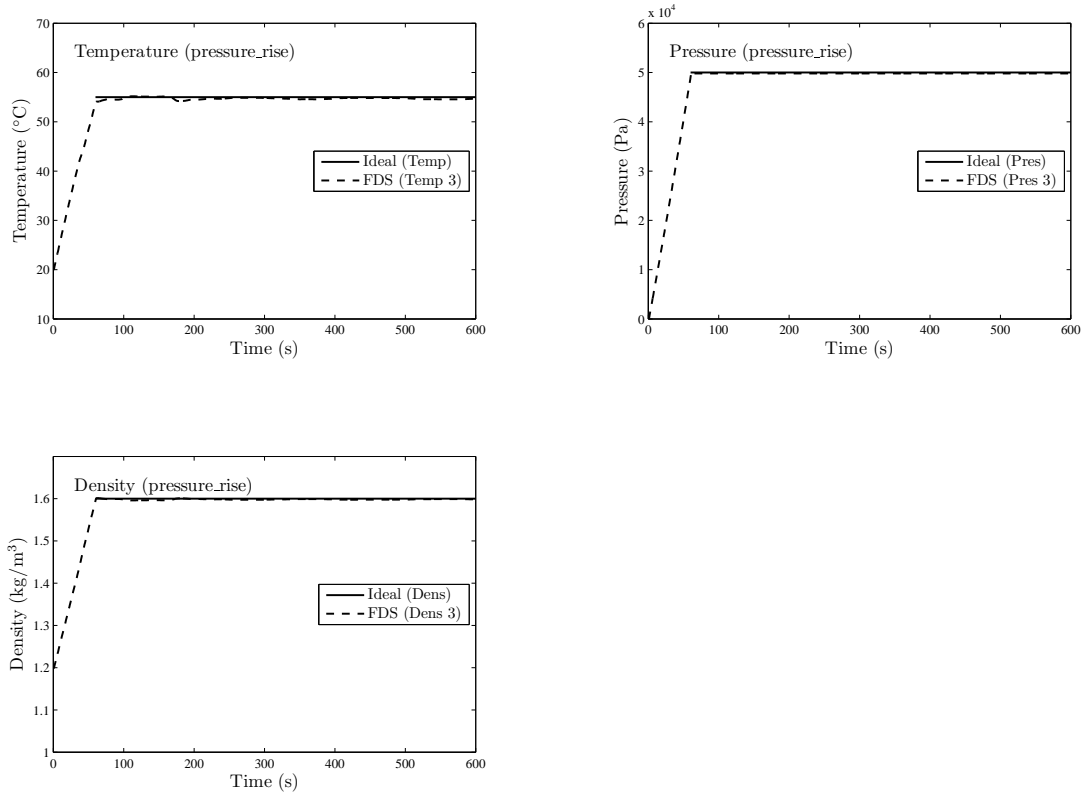 Temperature (pressure_rise)
70
60
50
40
30
20
10
Temperature (°C)
Ideal (Temp)
FDS (Temp 3)
0 100 200 300 400 500 600
Time (s)
x 10⁴
Pressure (pressure_rise)
6
5
4
3
2
1
0
Pressure (Pa)
Ideal (Pres)
FDS (Pres 3)
0 100 200 300 400 500 600
Time (s)
Density (pressure_rise)
1.6
1.5
1.4
1.3
1.2
1.1
1
Density (kg/m³)
Ideal (Dens)
FDS (Dens 3)
0 100 200 300 400 500 600
Time (s)